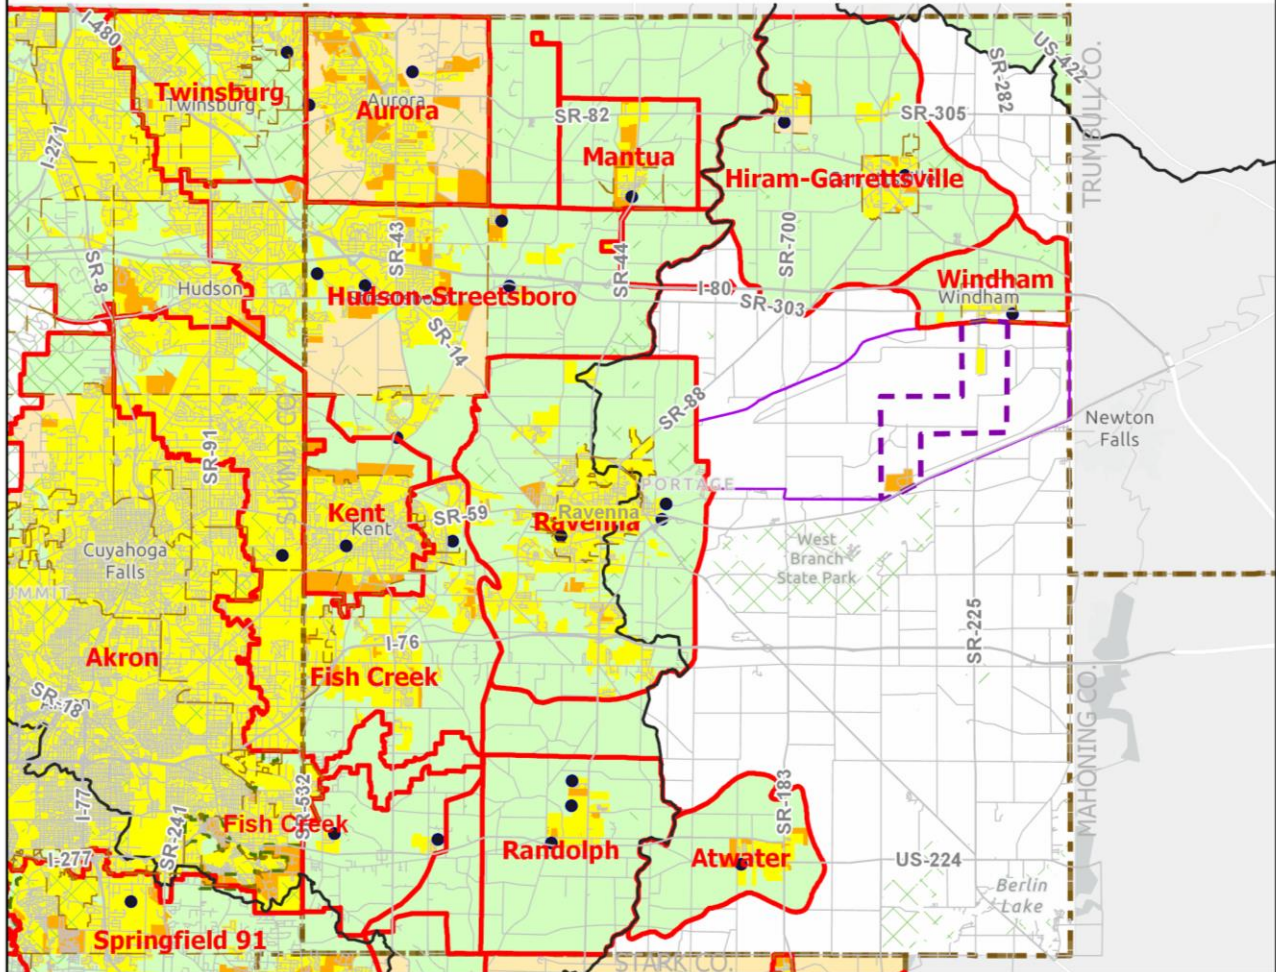 I-480
US-422
SR-282
TRUMBULL CO.
Twinsburg
Twinsburg
Aurora
Aurora
SR-82
SR-305
I-271
Mantua
Hiram-Garrettsville
SR-8
SR-43
SR-44
SR-700
Hudson
Hudson-Streetsboro
I-80
SR-303
Windham
Windham
SR-14
SR-88
Newton
Falls
SR-91
SUMMIT CO.
PORTAGE
Kent
Kent
SR-59
Ravenna
Ravenna
Cuyahoga
Falls
West
Branch
State Park
UMMIT
SR-225
Akron
I-76
Fish Creek
SR-18
MAHONING CO.
I-77
SR-241
SR-532
Fish Creek
SR-183
I-277
Randolph
Atwater
US-224
Berlin
Lake
Springfield 91
STARK CO.